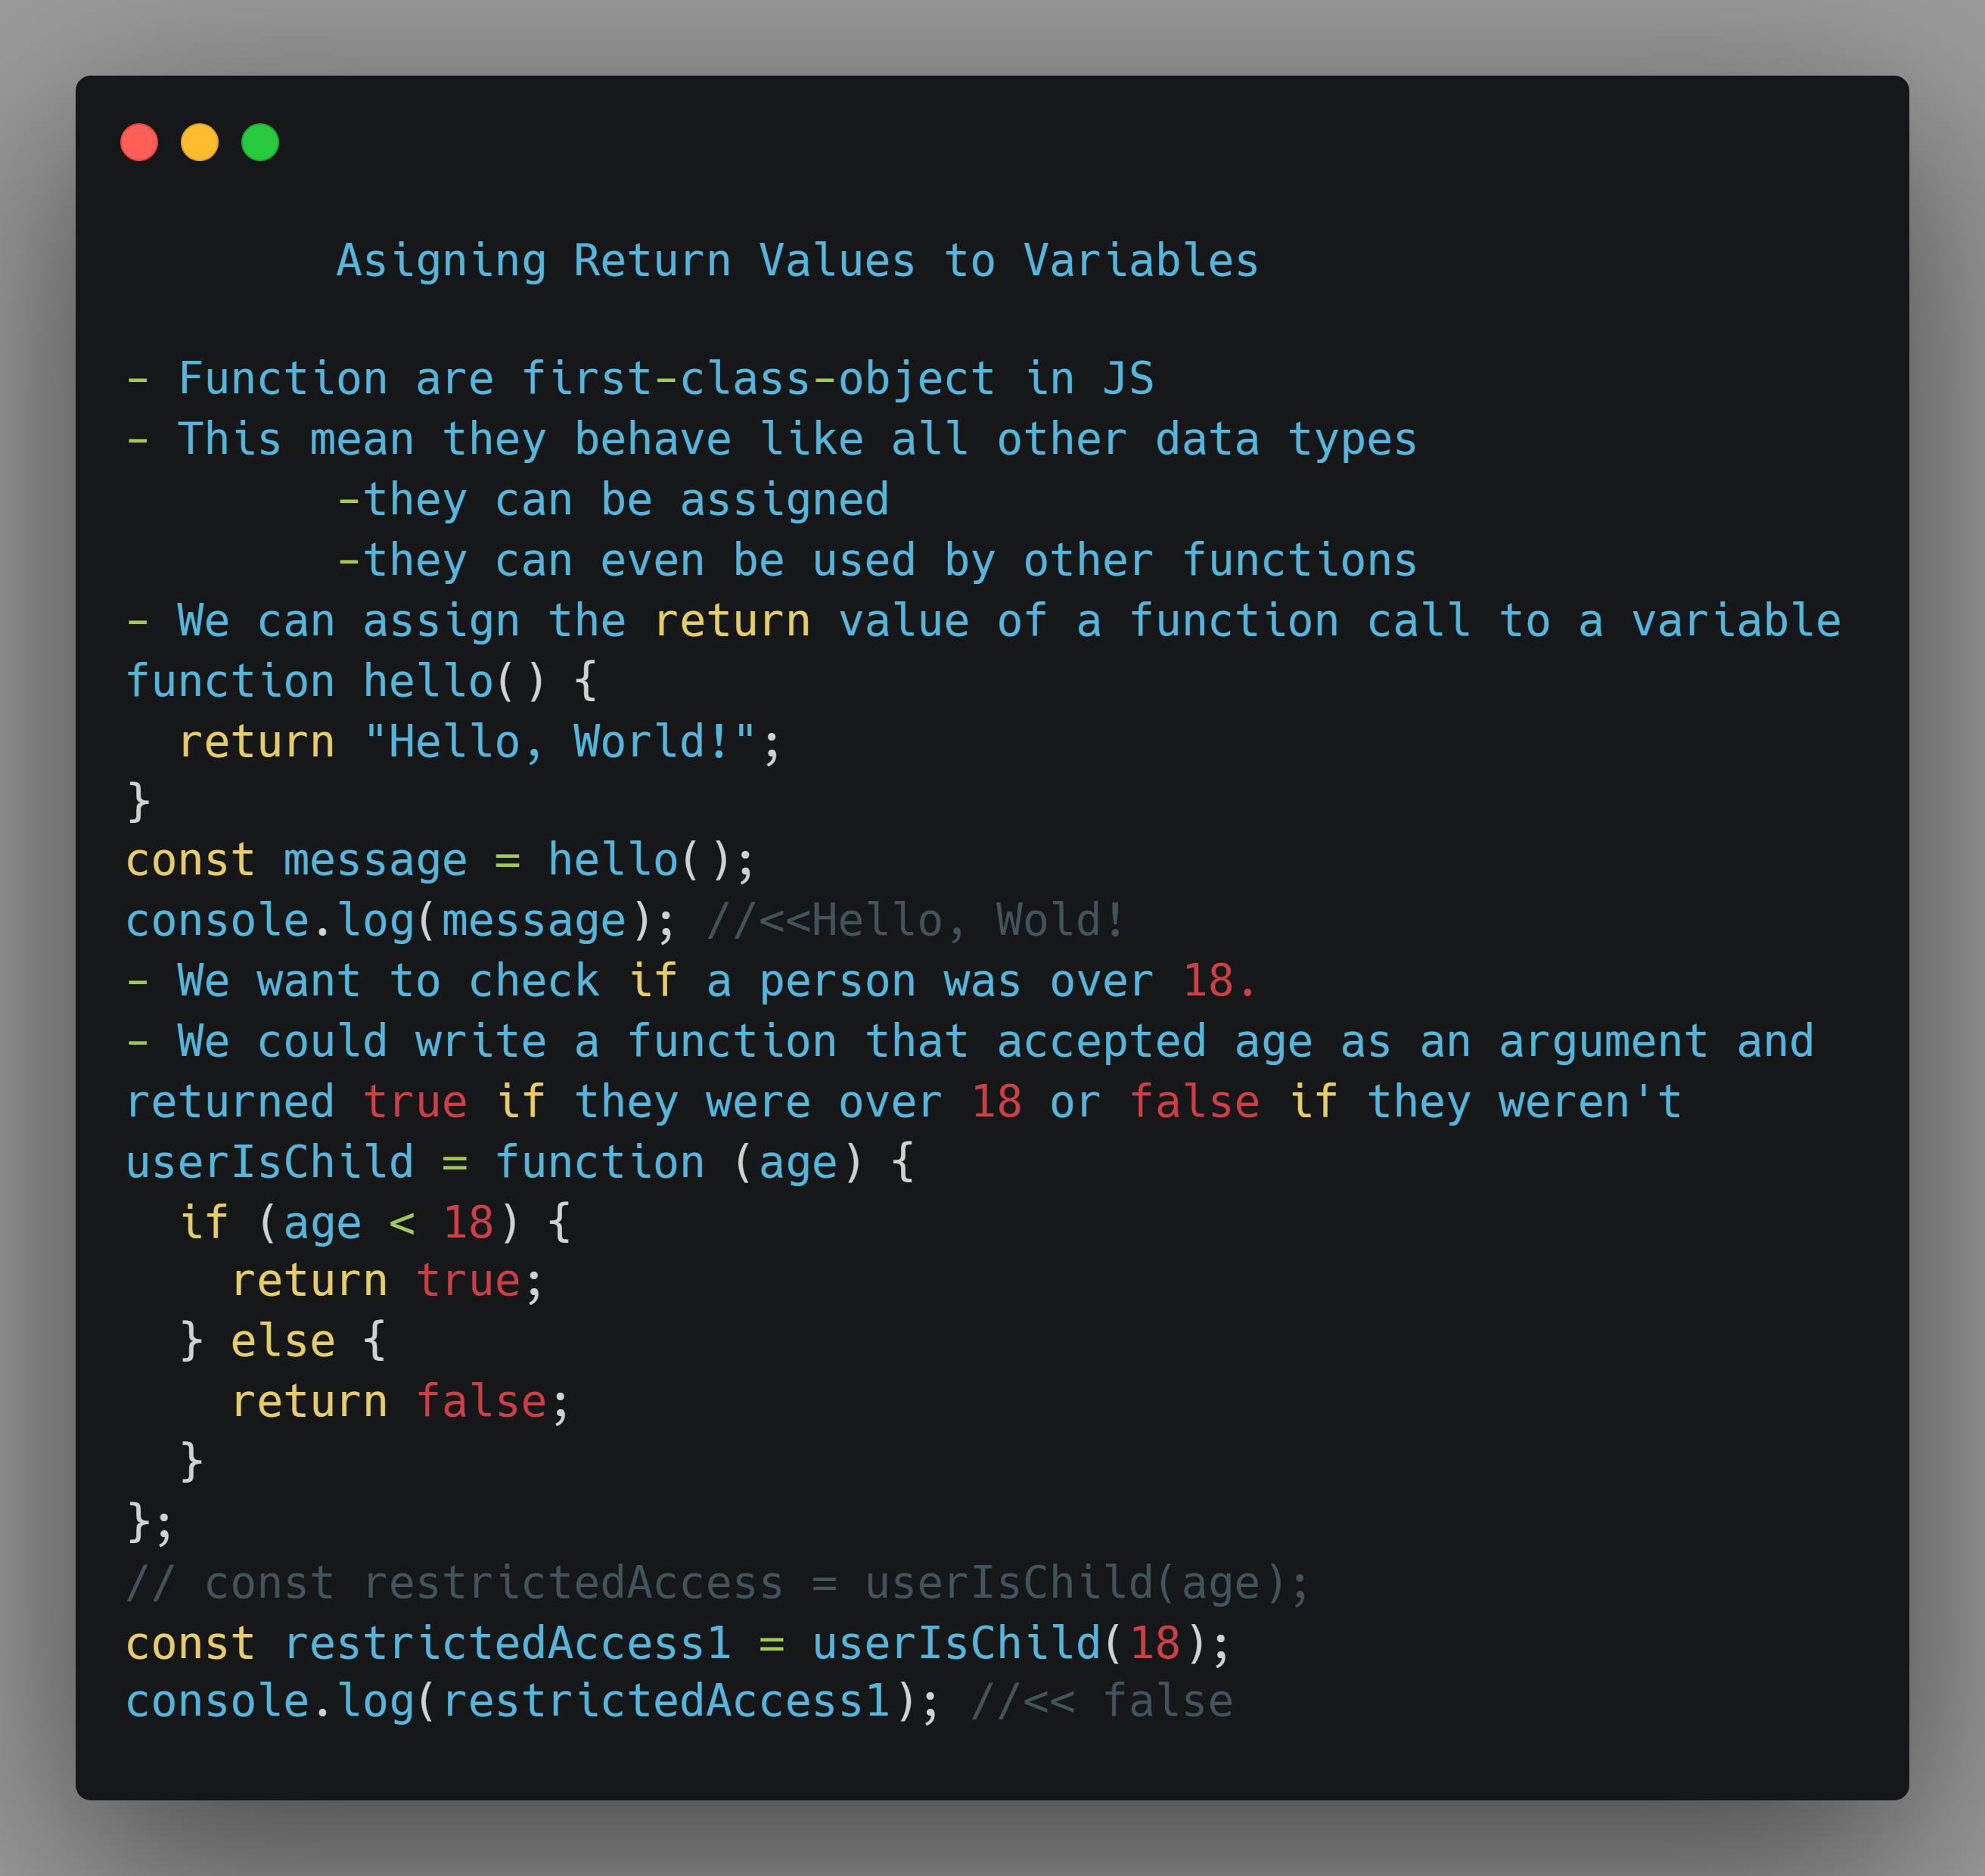 Asigning Return Values to Variables
- Function are first-class-object in JS
- This mean they behave like all other data types
-they can be assigned
-they can even be used by other functions
- We can assign the return value of a function call to a variable
function hello() {
return "Hello, World!";
}
const message = hello();
console.log(message); //<<Hello, Wold!
- We want to check if a person was over 18.
- We could write a function that accepted age as an argument and
returned true if they were over 18 or false if they weren't
userIsChild = function (age) {
if (age < 18) {
return true;
} else {
return false;
}
};
// const restrictedAccess = userIsChild(age);
const restrictedAccess1 = userIsChild(18);
console.log(restrictedAccess1); //<< false